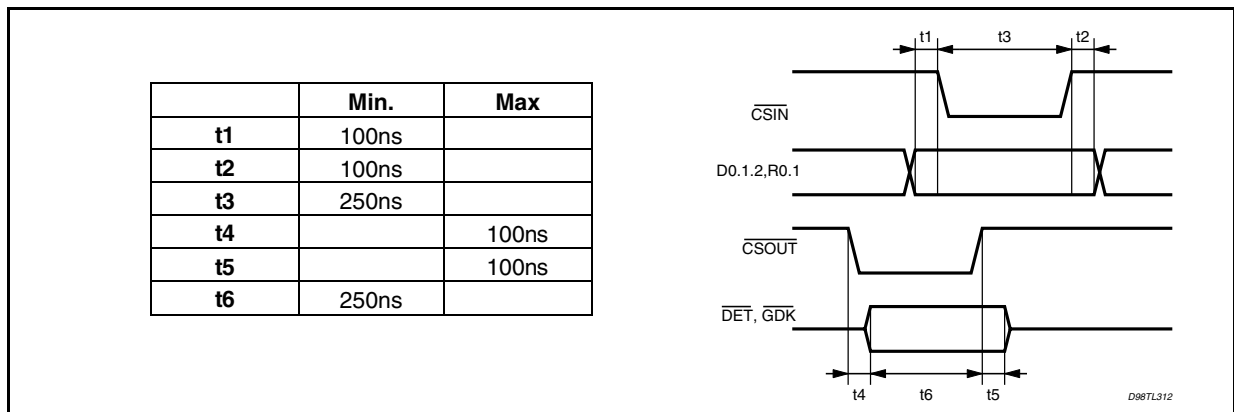 Min. Max
t1 100ns
t2 100ns
t3 250ns
t4 100ns
t5 100ns
t6 250ns
t1 t3 t2
CSIN
D0.1.2,R0.1
CSOUT
DET, GDK
t4 t6 t5
D98TL312